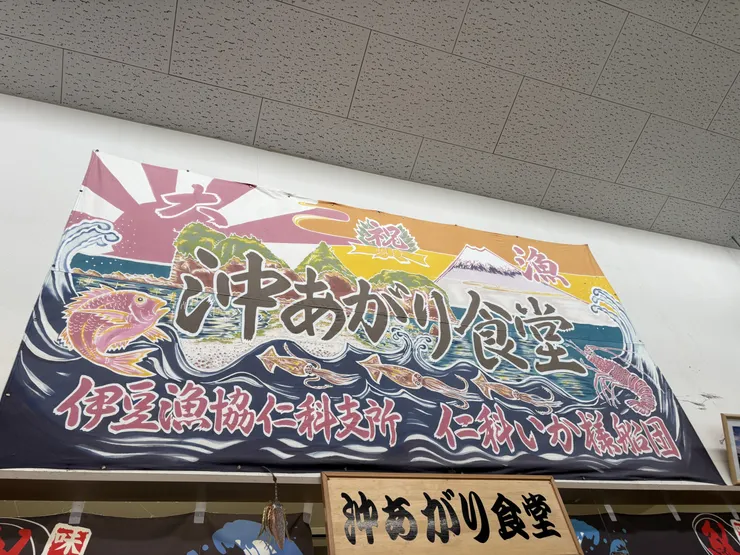 大 祝 漁
沖あがり食堂
伊豆漁協仁科支所 仁科いか様船団
沖あがり食堂
味